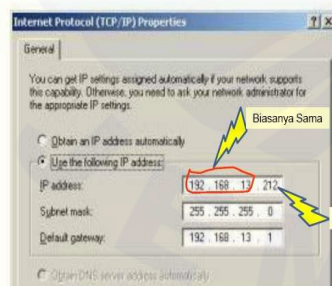 Internet Protocol (TCP/IP) Properties
? X
General
You can get IP settings assigned automatically if your network supports
this capability. Otherwise, you need to ask your network administrator for
the appropriate IP settings.
Biasanya Sama
Obtain an IP address automatically
Use the following IP address:
IP address: 192 . 168 . 13 . 212
Subnet mask: 255 . 255 . 255 . 0
Default gateway: 192 . 168 . 13 . 1
Obtain DNS server address automatically